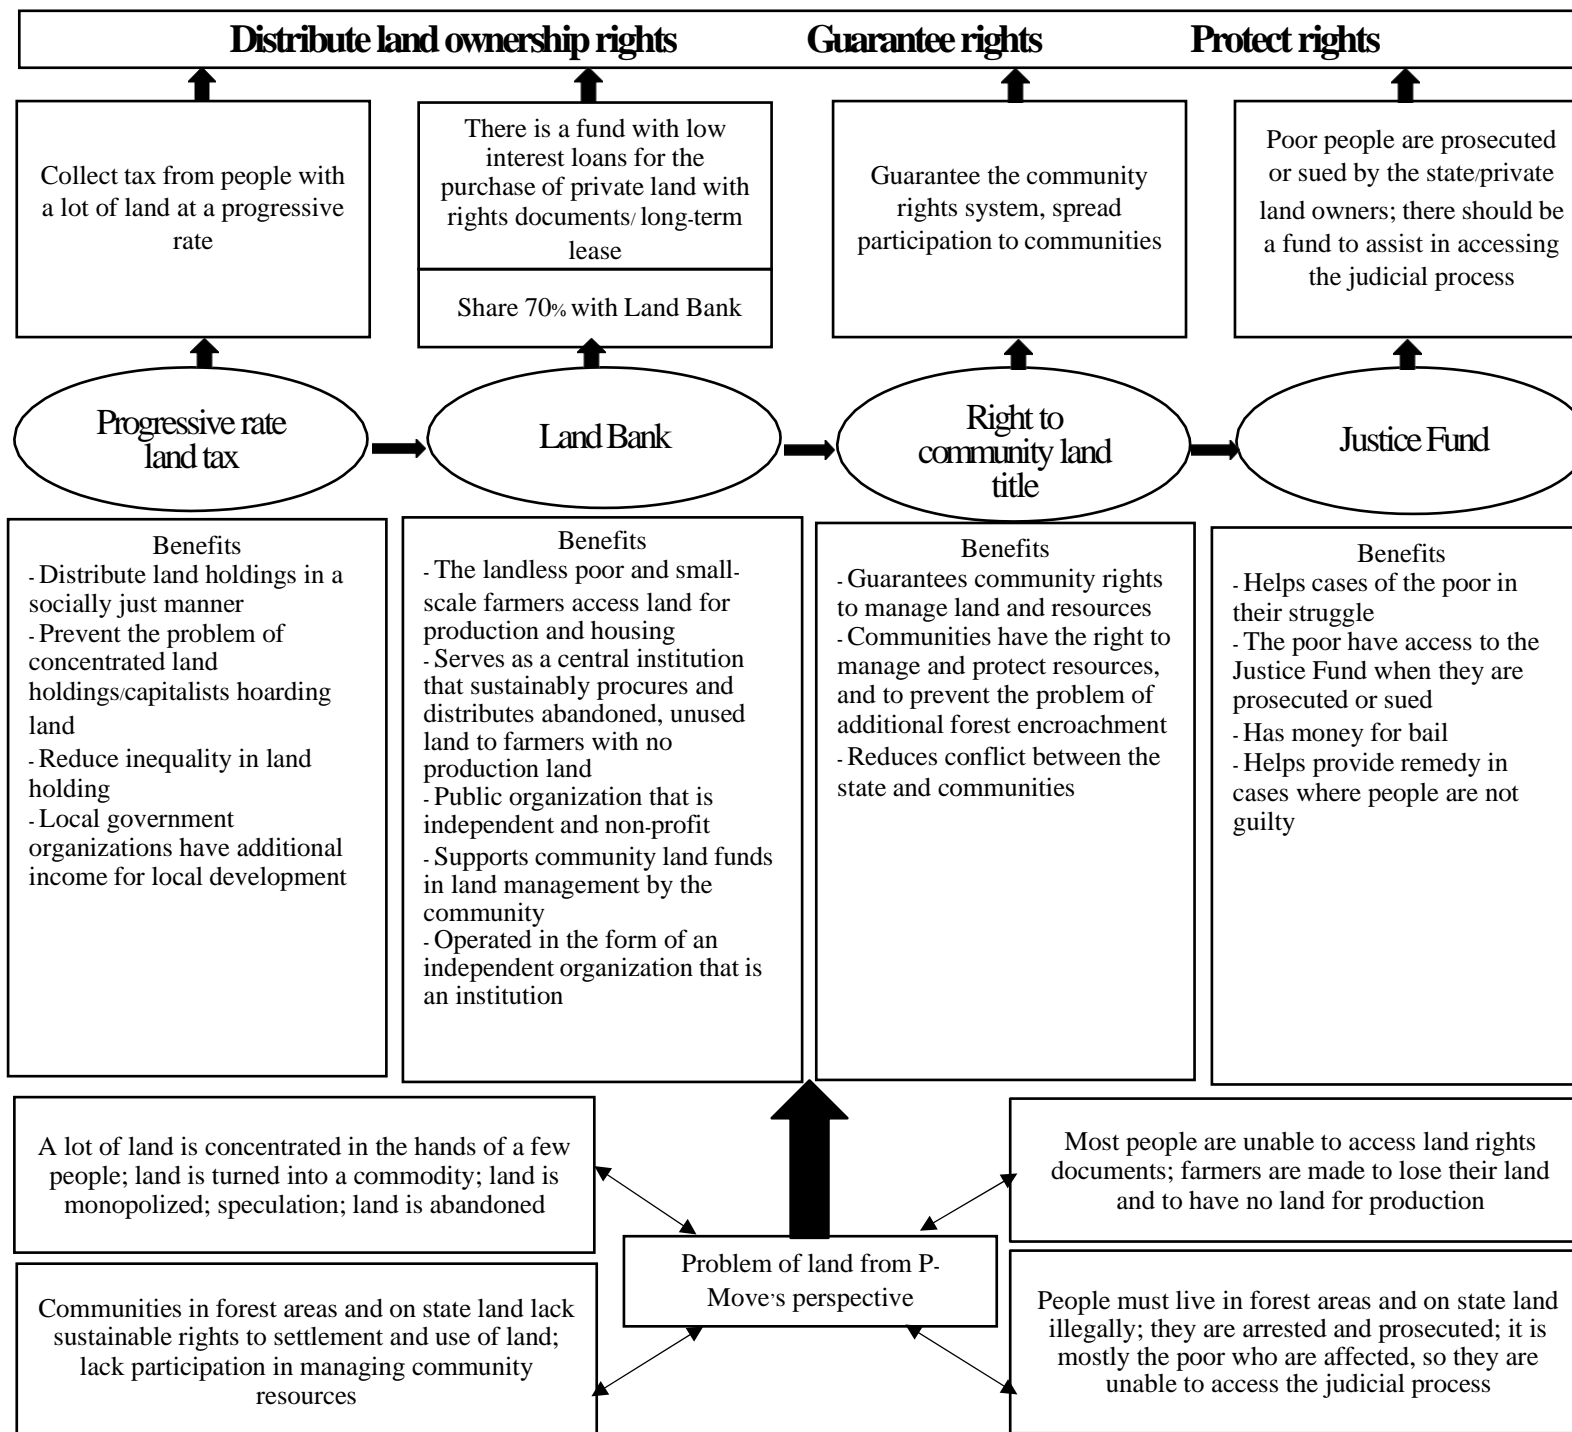 Distribute land ownership rights Guarantee rights Protect rights
Collect tax from people with
a lot of land at a progressive
rate
There is a fund with low
interest loans for the
purchase of private land with
rights documents/ long-term
lease
Share 70% with Land Bank
Guarantee the community
rights system, spread
participation to communities
Poor people are prosecuted
or sued by the state/private
land owners; there should be
a fund to assist in accessing
the judicial process
Progressive rate
land tax
Land Bank
Right to
community land
title
Justice Fund
Benefits
- Distribute land holdings in a
socially just manner
- Prevent the problem of
concentrated land
holdings/capitalists hoarding
land
- Reduce inequality in land
holding
- Local government
organizations have additional
income for local development
Benefits
- The landless poor and small-
scale farmers access land for
production and housing
- Serves as a central institution
that sustainably procures and
distributes abandoned, unused
land to farmers with no
production land
- Public organization that is
independent and non-profit
- Supports community land funds
in land management by the
community
- Operated in the form of an
independent organization that is
an institution
Benefits
- Guarantees community rights
to manage land and resources
- Communities have the right to
manage and protect resources,
and to prevent the problem of
additional forest encroachment
- Reduces conflict between the
state and communities
Benefits
- Helps cases of the poor in
their struggle
- The poor have access to the
Justice Fund when they are
prosecuted or sued
- Has money for bail
- Helps provide remedy in
cases where people are not
guilty
A lot of land is concentrated in the hands of a few
people; land is turned into a commodity; land is
monopolized; speculation; land is abandoned
Most people are unable to access land rights
documents; farmers are made to lose their land
and to have no land for production
Problem of land from P-
Move's perspective
Communities in forest areas and on state land lack
sustainable rights to settlement and use of land;
lack participation in managing community
resources
People must live in forest areas and on state land
illegally; they are arrested and prosecuted; it is
mostly the poor who are affected, so they are
unable to access the judicial process